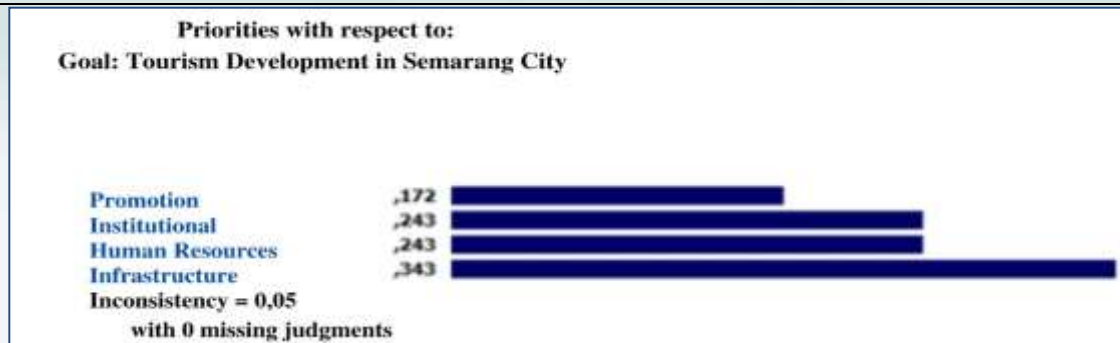 Priorities with respect to:
Goal: Tourism Development in Semarang City
Promotion ,172
Institutional ,243
Human Resources ,243
Infrastructure ,343
Inconsistency = 0,05
with 0 missing judgments